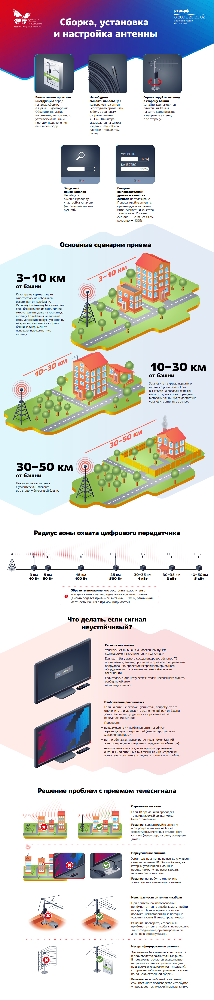 ЦИФРОВОЕ
ЭФИРНОЕ
ТЕЛЕВИДЕНИЕ
ФЕДЕРАЛЬНАЯ ЦЕЛЕВАЯ ПРОГРАММА
ртрс.рф
8 800 220 20 02
звонок по России
бесплатный
Сборка, установка
и настройка антенны
ИНСТРУКЦИЯ
Внимательно прочтите
инструкцию перед
началом сборки,
а лучше — до покупки!
Обратите внимание
на рекомендуемое место
установки антенны и
порядок подключения
ее к телевизору.
Не забудьте
выбрать кабель! Для
телевизионных антенн
необходимо применять
кабель с волновым
сопротивлением
75 Ом. Эта цифра
указывается на самом
изделии. Чем кабель
плотнее и толще, тем
лучше.
Сориентируйте антенну
в сторону башни
Узнайте, где находится
ближайшая башня
на сайте карта.ртрс.рф
и направьте антенну
в ее сторону.
УРОВЕНЬ
60%
КАЧЕСТВО
100%
Запустите
поиск каналов
Перейдите
в меню к разделу
«настройка каналов»
(автоматическая или
ручная).
Следите
за показателями
уровня и качества
сигнала на телеэкране
Поворачивайте антенну,
ориентируясь на шкалы
интенсивности и качества
телесигнала. Уровень
сигнала — не менее 60%,
качество — 100%.
Основные сценарии приема
3–10 км
3–10 км
от башни
Квартира на верхнем этаже
многоэтажки на небольшом
расстоянии от телебашни.
Используйте антенну без усилителя.
Если башня видна из окна, сигнал
можно принять даже на комнатную
антенну. Если башня не видна из
окна, установите наружную антенну
на крыше и направьте в сторону
башни. Или примените
направленную комнатную
антенну.
10–30 км
10–30 км
от башни
Установите на крыше наружную
антенну с усилителем. Если
Вы живете на последних этажах
высокого дома и окна обращены
в сторону башни, будет достаточно
установить антенну за окном.
30–50 км
30–50 км
от башни
Нужна наружная антенна
с усилителем. Направьте
ее в сторону ближайшей башни.
Радиус зоны охвата цифрового передатчика
3 км 5 км 15 км 25 км 30–35 км 30–35 км 40–50 км
10 Вт 50 Вт 100 Вт 500 Вт 1 кВт 2 кВт 5 кВт
Обратите внимание, что расстояния рассчитаны,
исходя из максимально идеальных условий приема
(высота подвеса приемной антенны — 10 м, равнинная
местность, башня в прямой видимости)
Что делать, если сигнал
неустойчивый?
Нет сигнала
Сигнала нет совсем
Узнайте, нет ли в Вашем населенном пункте
кратковременных отключений трансляции
Если хотя бы у одного соседа цифровое эфирное ТВ
принимается, значит, проблема скорее всего в приемном
оборудовании, проверьте исправность приемного
оборудования — состояние антенн, кабеля, всех
соединений
Если телесигнала нет у всех жителей населенного пункта,
сообщите об этом
на горячую линию
Изображение рассыпается
Если на антенне включен усилитель, попробуйте его
отключить или уменьшить усиление: вблизи от башни
усилитель может ухудшить изображение из-за
переусиления сигнала
Проверьте:
— не размещена ли приёмная антенна вблизи
экранирующих поверхностей (например, крыша из
металлочерепицы)
— нет ли вблизи активных источников помех (линий
электропередач, посторонних передающих объектов)
— не используют ли соседи несертифицированные
антенны или антенны с включённым и неисправным
усилителем (это может создавать помехи при приёме)
Решение проблем с приемом телесигнала
Отражение сигнала
Если ТВ временами пропадает,
то принимаемый сигнал может
быть отражённым.
Решение: сориентируйте антенну
в сторону башни или на более
эффективный источник отраженного
сигнала (например, на стену соседнего
дома).
Переусиление сигнала
Усилитель на антенне не всегда улучшает
качество приема ТВ. Вблизи башен, на
которых установлены мощные
передатчики, лучше использовать
антенны без усилителя.
Решение: попробуйте отключить
усилитель или уменьшить усиление.
Неисправность антенны и кабеля
При длительном использовании
приёмная антенна и кабель могут выйти
из строя. На их исправность могут
повлиять неблагоприятные погодные
условия: сильный ветер, гроза, мороз.
Решение: проверьте, исправны ли
приёмная антенна и кабель, не нарушено
ли их соединение, ориентирована ли
антенна в сторону башни.
Несертифицированная антенна
Это антенны без технического паспорта
и производства сомнительных фирм.
В продаже встречаются всеволновые
наружные антенны с усилителем (так
называемые «сушилки» или «польки»),
которые нестабильно принимают сигнал
из-за некачественной сборки.
Решение: не приобретайте антенны
сомнительного производства и требуйте
у продавцов технический паспорт к ним.